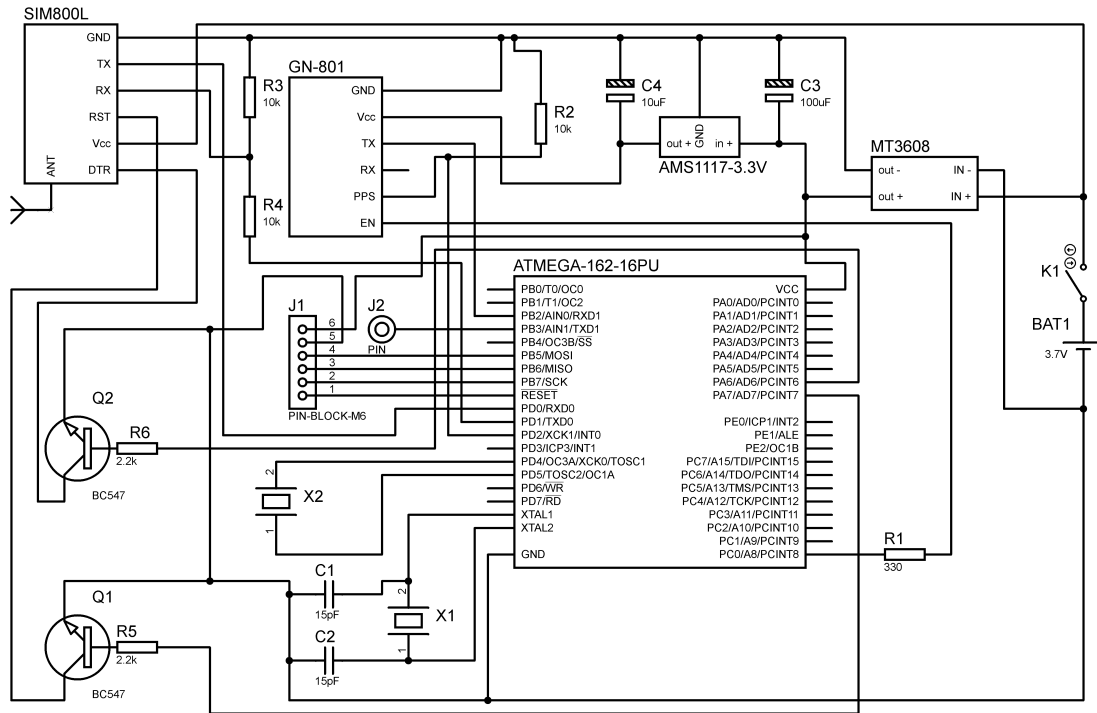 SIM800L
GND
TX
RX
RST
Vcc
DTR
ANT
R3
10k
R4
10k
GN-801
GND
Vcc
TX
RX
PPS
EN
R2
10k
C4
10uF
C3
100uF
out +
GND
in +
AMS1117-3.3V
MT3608
out -
out +
IN -
IN +
K1
BAT1
3.7V
ATMEGA-162-16PU
PB0/T0/OC0
PB1/T1/OC2
PB2/AIN0/RXD1
PB3/AIN1/TXD1
PB4/OC3B/SS
PB5/MOSI
PB6/MISO
PB7/SCK
RESET
PD0/RXD0
PD1/TXD0
PD2/XCK1/INT0
PD3/ICP3/INT1
PD4/OC3A/XCK0/TOSC1
PD5/TOSC2/OC1A
PD6/WR
PD7/RD
XTAL1
XTAL2
GND
VCC
PA0/AD0/PCINT0
PA1/AD1/PCINT1
PA2/AD2/PCINT2
PA3/AD3/PCINT3
PA4/AD4/PCINT4
PA5/AD5/PCINT5
PA6/AD6/PCINT6
PA7/AD7/PCINT7
PE0/ICP1/INT2
PE1/ALE
PE2/OC1B
PC7/A15/TDI/PCINT15
PC6/A14/TDO/PCINT14
PC5/A13/TMS/PCINT13
PC4/A12/TCK/PCINT12
PC3/A11/PCINT11
PC2/A10/PCINT10
PC1/A9/PCINT9
PC0/A8/PCINT8
J1
6
5
4
3
2
1
PIN-BLOCK-M6
J2
PIN
Q2
BC547
R6
2.2k
X2
2
1
R1
330
C1
15pF
C2
15pF
X1
2
1
Q1
BC547
R5
2.2k